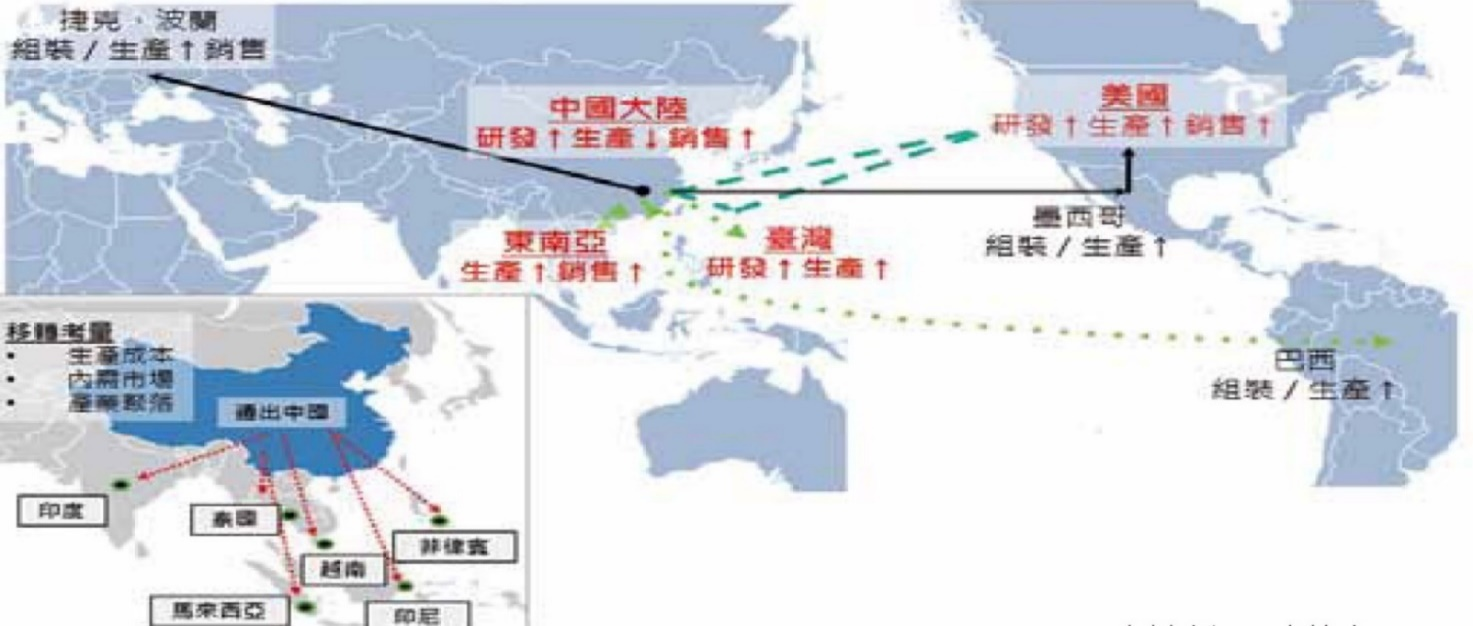 捷克、波蘭
組裝／生產↑銷售
中國大陸
研發↑生產↓銷售↑
美國
研發↑生產↑銷售↑
東南亞
生產↑銷售↑
臺灣
研發↑生產↑
墨西哥
組裝／生產↑
巴西
組裝／生產↑
移轉考量
• 生產成本
• 內需市場
• 產業聚落
遷出中國
印度
泰國
越南
菲律賓
馬來西亞
印尼